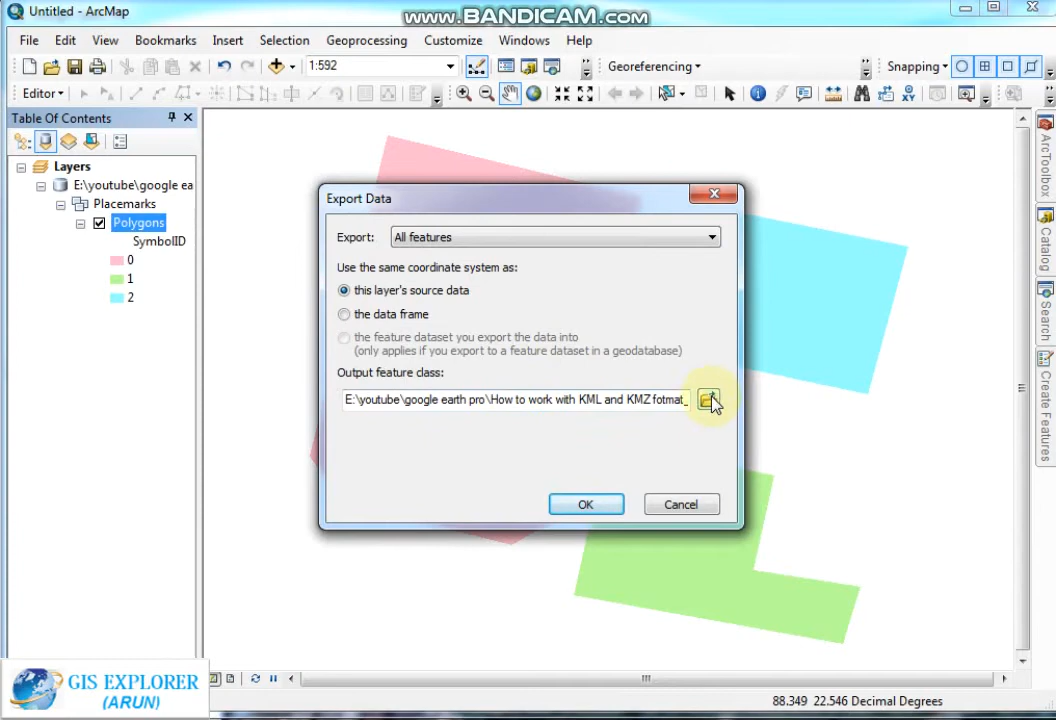 Untitled - ArcMap
www.BANDICAM.com
File Edit View Bookmarks Insert Selection Geoprocessing Customize Windows Help
1:592
Georeferencing
Snapping
Editor
Table Of Contents
Layers
E:\youtube\google ea
Placemarks
Polygons
SymbolID
0
1
2
Export Data
Export: All features
Use the same coordinate system as:
this layer's source data
the data frame
the feature dataset you export the data into
(only applies if you export to a feature dataset in a geodatabase)
Output feature class:
E:\youtube\google earth pro\How to work with KML and KMZ fotmat_
OK Cancel
ArcToolbox
Catalog
Search
Create Features
GIS EXPLORER
(ARUN)
88.349 22.546 Decimal Degrees